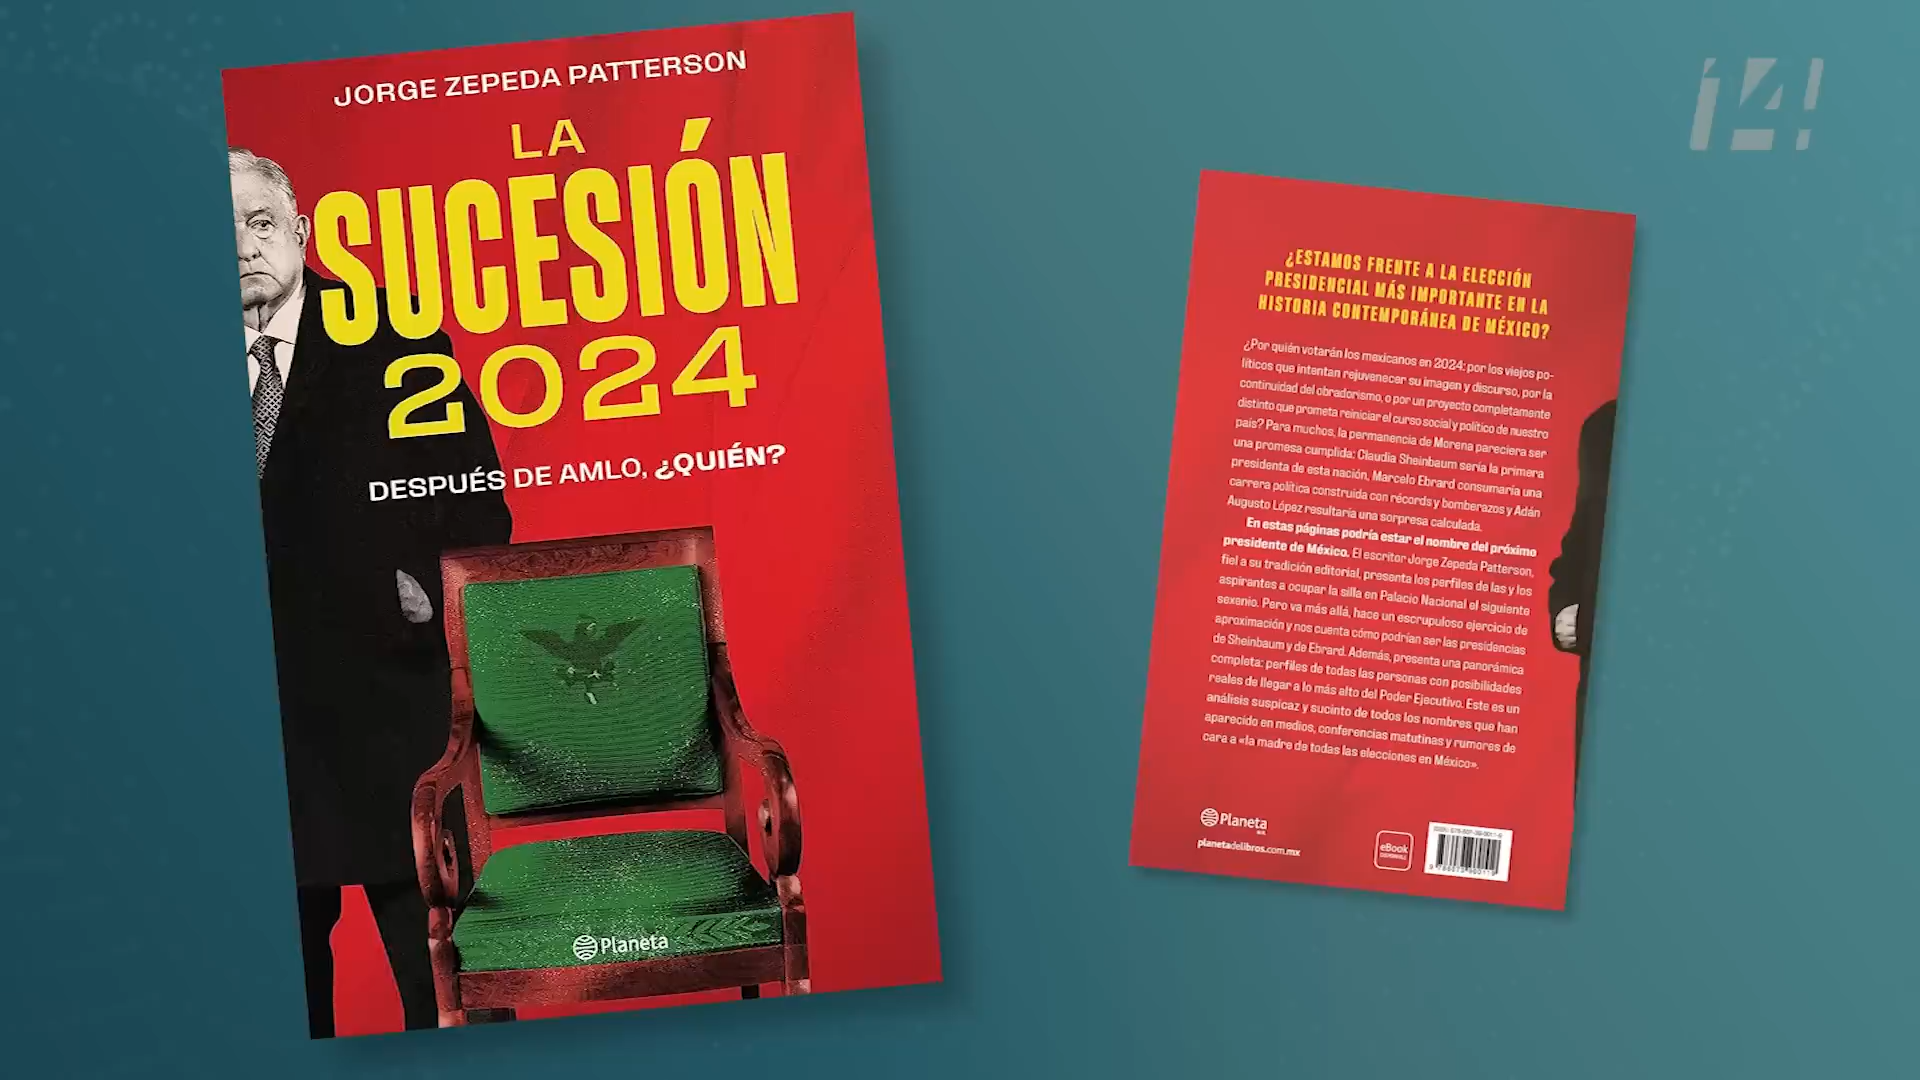 JORGE ZEPEDA PATTERSON
LA
SUCESIÓN
2024
DESPUÉS DE AMLO, ¿QUIÉN?
Planeta
14!
¿ESTAMOS FRENTE A LA ELECCIÓN
PRESIDENCIAL MÁS IMPORTANTE EN LA
HISTORIA CONTEMPORÁNEA DE MÉXICO?
¿Por quién votarán los mexicanos en 2024: por los viejos po-
líticos que intentan rejuvenecer su imagen y discurso, por la
continuidad del obradorismo, o por un proyecto completamente
distinto que prometa reiniciar el curso social y político de nuestro
país? Para muchos, la permanencia de Morena pareciera ser
una promesa cumplida: Claudia Sheinbaum sería la primera
presidenta de esta nación, Marcelo Ebrard consumaría una
carrera política construida con récords y bomberazos y Adán
Augusto López resultaría una sorpresa calculada.
En estas páginas podría estar el nombre del próximo
presidente de México. El escritor Jorge Zepeda Patterson,
fiel a su tradición editorial, presenta los perfiles de las y los
aspirantes a ocupar la silla en Palacio Nacional el siguiente
sexenio. Pero va más allá, hace un escrupuloso ejercicio de
aproximación y nos cuenta cómo podrían ser las presidencias
de Sheinbaum y de Ebrard. Además, presenta una panorámica
completa: perfiles de todas las personas con posibilidades
reales de llegar a lo más alto del Poder Ejecutivo. Este es un
análisis suspicaz y sucinto de todos los nombres que han
aparecido en medios, conferencias matutinas y rumores de
cara a «la madre de todas las elecciones en México».
Planeta
planetadelibros.com.mx
eBook